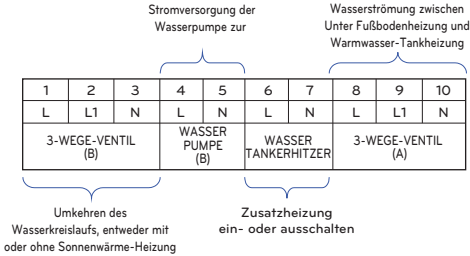 Stromversorgung der
Wasserpumpe zur
Wasserströmung zwischen
Unter Fußbodenheizung und
Warmwasser-Tankheizung
1 2 3 4 5 6 7 8 9 10
L L1 N L N L N L L1 N
3-WEGE-VENTIL
(B)
WASSER
PUMPE
(B)
WASSER
TANKERHITZER
3-WEGE-VENTIL
(A)
Umkehren des
Wasserkreislaufs, entweder mit
oder ohne Sonnenwärme-Heizung
Zusatzheizung
ein- oder ausschalten